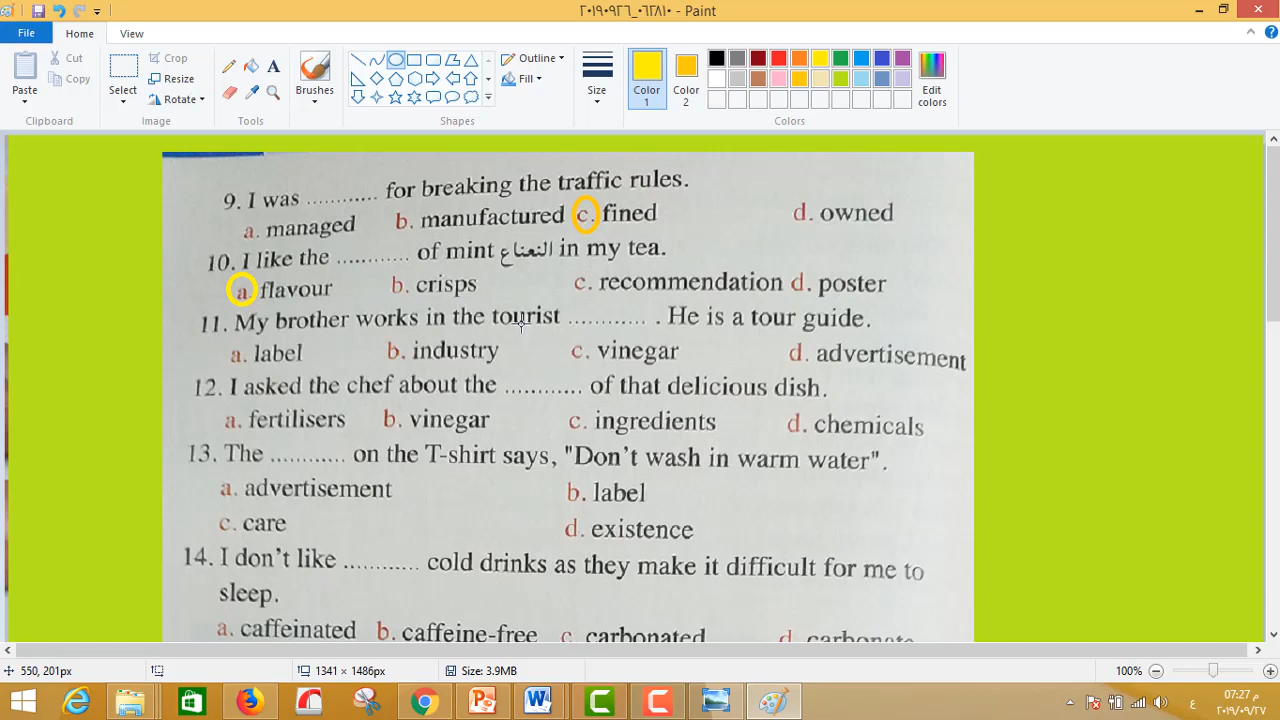 ٢٠١٩٠٩٢٦_٠٦٢٨١٠ - Paint
File Home View
Paste Cut Copy Select Crop Resize Rotate Brushes Outline Fill Size Color 1 Color 2 Edit colors
Clipboard Image Tools Shapes Colors
9. I was ............ for breaking the traffic rules.
a. managed b. manufactured c. fined d. owned
10. I like the ............ of mint النعناع in my tea.
a. flavour b. crisps c. recommendation d. poster
11. My brother works in the tourist ............ . He is a tour guide.
a. label b. industry c. vinegar d. advertisement
12. I asked the chef about the ............ of that delicious dish.
a. fertilisers b. vinegar c. ingredients d. chemicals
13. The ............ on the T-shirt says, "Don't wash in warm water".
a. advertisement b. label
c. care d. existence
14. I don't like ............ cold drinks as they make it difficult for me to
sleep.
a. caffeinated b. caffeine-free c. carbonated d. carbonate
550, 201px 1341 × 1486px Size: 3.9MB 100%
ع ٠7:27 م
٢٠١٩/٠٩/٢٧